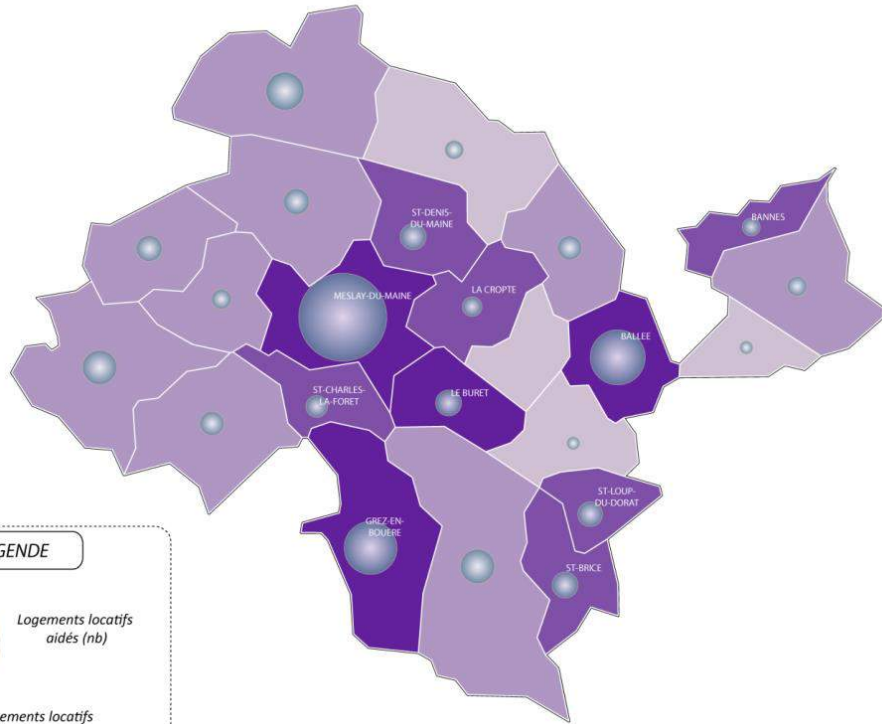 BANNES
ST-DENIS-
DU-MAINE
MESLAY-DU-MAINE
LA CROPTE
BALLEE
ST-CHARLES-
LA-FORET
LE BURET
ST-LOUP-
DU-DORAT
GREZ-EN-
BOUERE
ST-BRICE
GENDE
Logements locatifs
aidés (nb)
ements locatifs